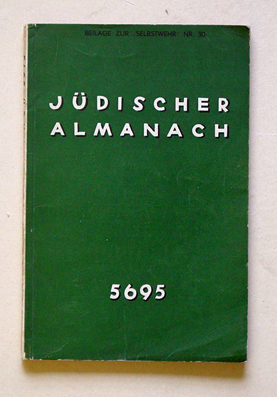 BEILAGE ZUR „SELBSTWEHR" NR. 30
JÜDISCHER
ALMANACH
5695